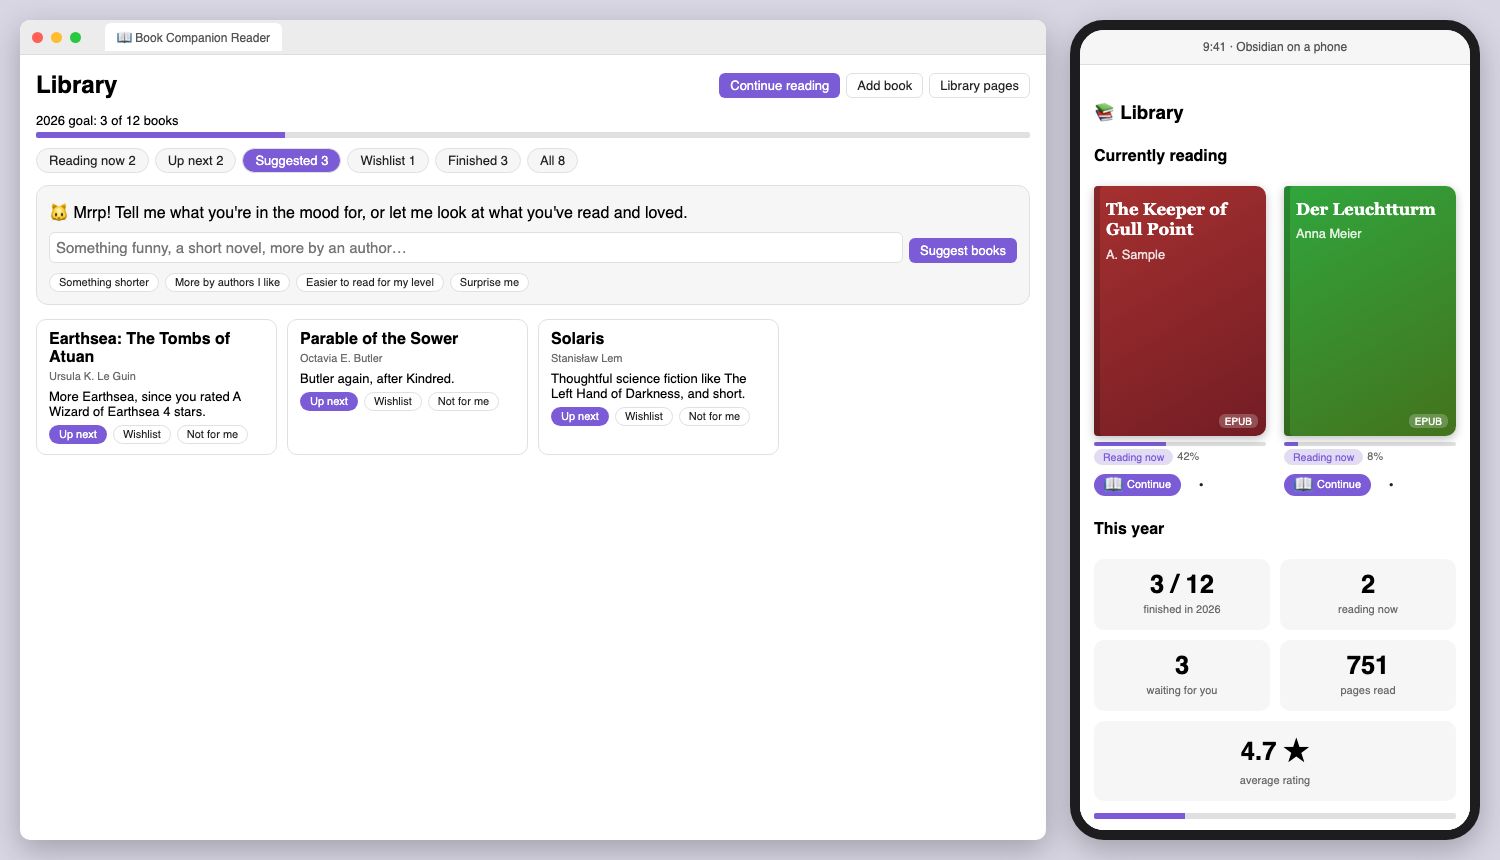 Book Companion Reader
Library
Continue reading
Add book
Library pages
2026 goal: 3 of 12 books
Reading now 2
Up next 2
Suggested 3
Wishlist 1
Finished 3
All 8
Mrrp! Tell me what you're in the mood for, or let me look at what you've read and loved.
Something funny, a short novel, more by an author…
Suggest books
Something shorter
More by authors I like
Easier to read for my level
Surprise me
Earthsea: The Tombs of
Atuan
Ursula K. Le Guin
More Earthsea, since you rated A
Wizard of Earthsea 4 stars.
Up next
Wishlist
Not for me
Parable of the Sower
Octavia E. Butler
Butler again, after Kindred.
Up next
Wishlist
Not for me
Solaris
Stanisław Lem
Thoughtful science fiction like The
Left Hand of Darkness, and short.
Up next
Wishlist
Not for me
9:41 · Obsidian on a phone
Library
Currently reading
The Keeper of
Gull Point
A. Sample
EPUB
Reading now 42%
Continue
Der Leuchtturm
Anna Meier
EPUB
Reading now 8%
Continue
This year
3 / 12
finished in 2026
2
reading now
3
waiting for you
751
pages read
4.7 ★
average rating